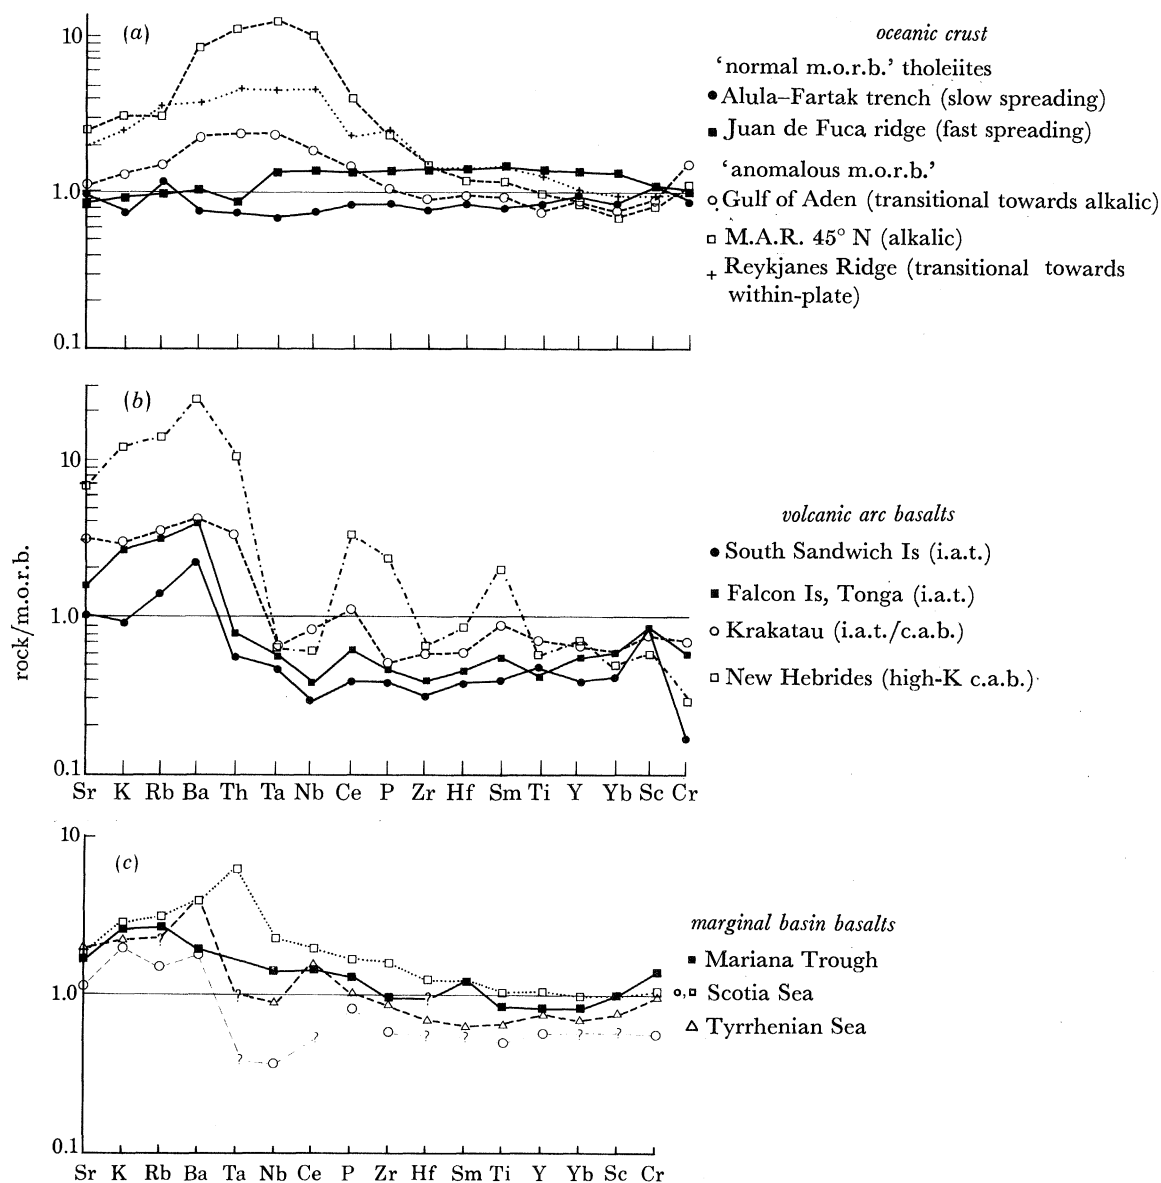 (a)
10
1.0
0.1
oceanic crust
‘normal m.o.r.b.’ tholeiites
Alula–Fartak trench (slow spreading)
Juan de Fuca ridge (fast spreading)
‘anomalous m.o.r.b.’
Gulf of Aden (transitional towards alkalic)
M.A.R. 45° N (alkalic)
Reykjanes Ridge (transitional towards
within-plate)
(b)
10
1.0
0.1
rock/m.o.r.b.
Sr K Rb Ba Th Ta Nb Ce P Zr Hf Sm Ti Y Yb Sc Cr
volcanic arc basalts
South Sandwich Is (i.a.t.)
Falcon Is, Tonga (i.a.t.)
Krakatau (i.a.t./c.a.b.)
New Hebrides (high-K c.a.b.)
(c)
10
1.0
0.1
? ? ? ? ? ? ? ?
Sr K Rb Ba Ta Nb Ce P Zr Hf Sm Ti Y Yb Sc Cr
marginal basin basalts
Mariana Trough
Scotia Sea
Tyrrhenian Sea